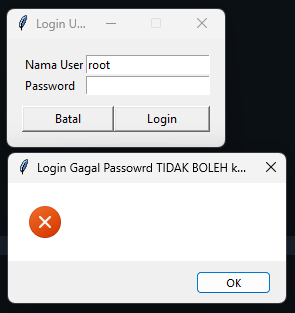 Login U...
Nama User root
Password
Batal Login
Login Gagal Passowrd TIDAK BOLEH k...
OK